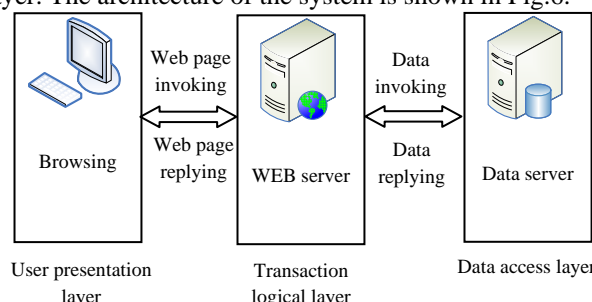 ayer. The architecture of the system is shown in Fig.6.
Web page
invoking
Web page
replying
Data
invoking
Data
replying
Browsing
WEB server
Data server
User presentation
layer
Transaction
logical layer
Data access layer